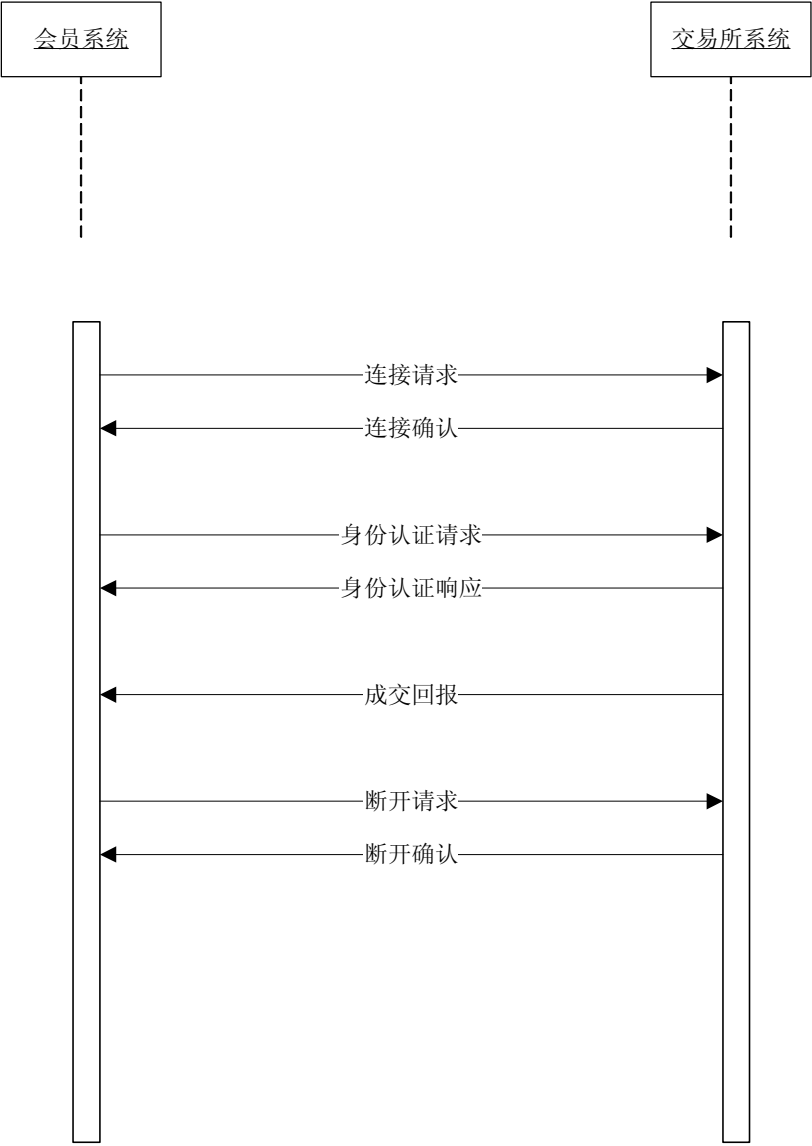 会员系统
交易所系统
连接请求
连接确认
身份认证请求
身份认证响应
成交回报
断开请求
断开确认